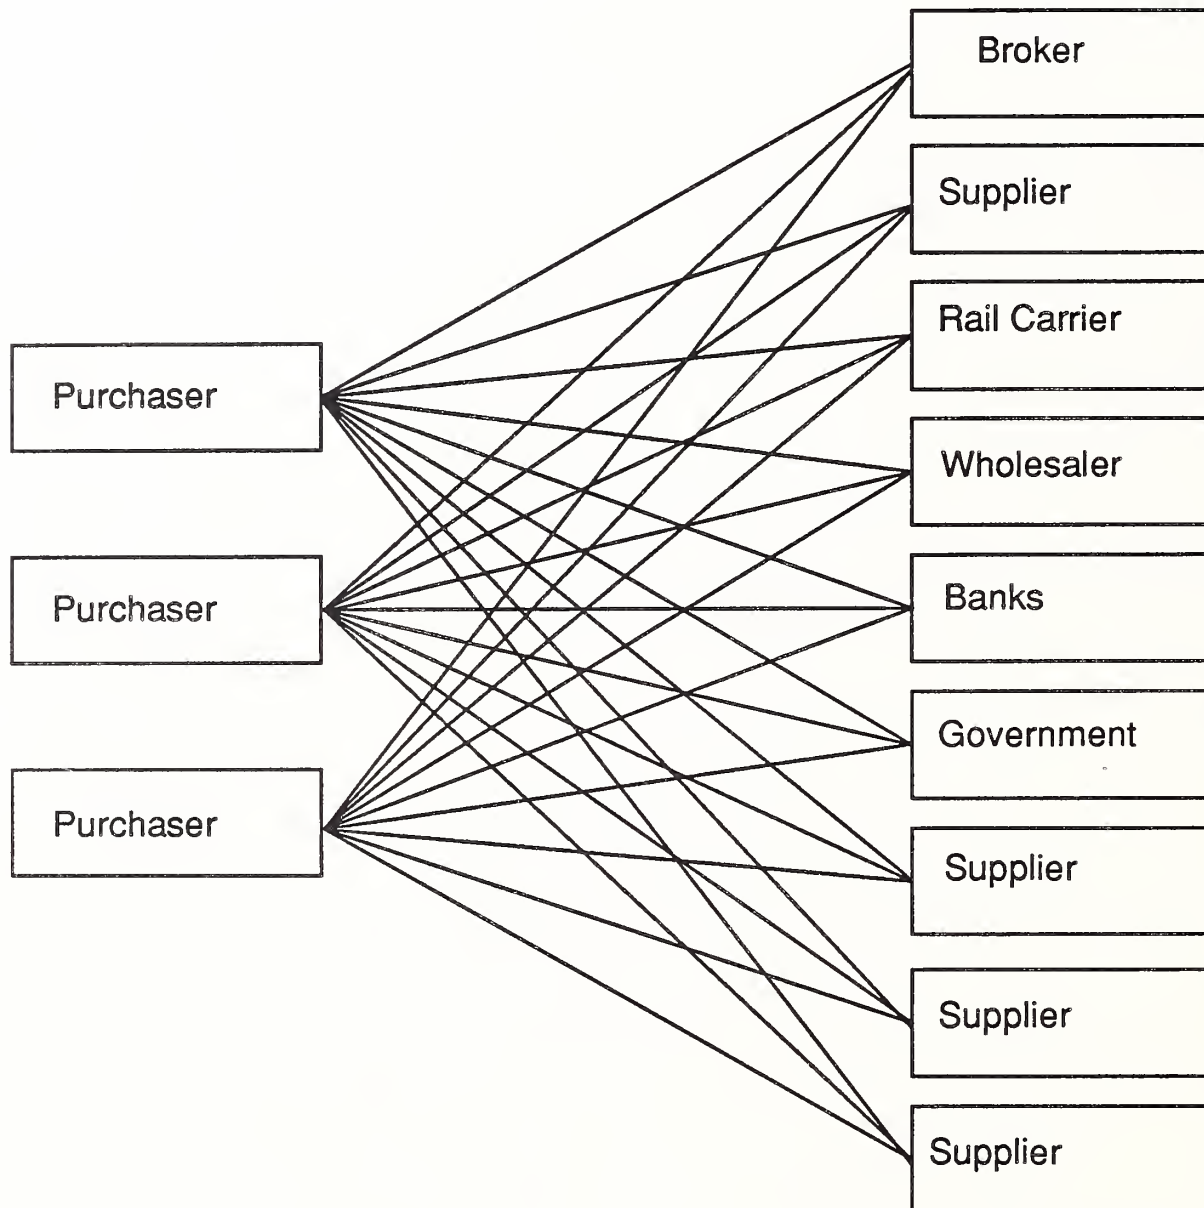 Broker
Supplier
Rail Carrier
Purchaser
Wholesaler
Purchaser
Banks
Government
Purchaser
Supplier
Supplier
Supplier